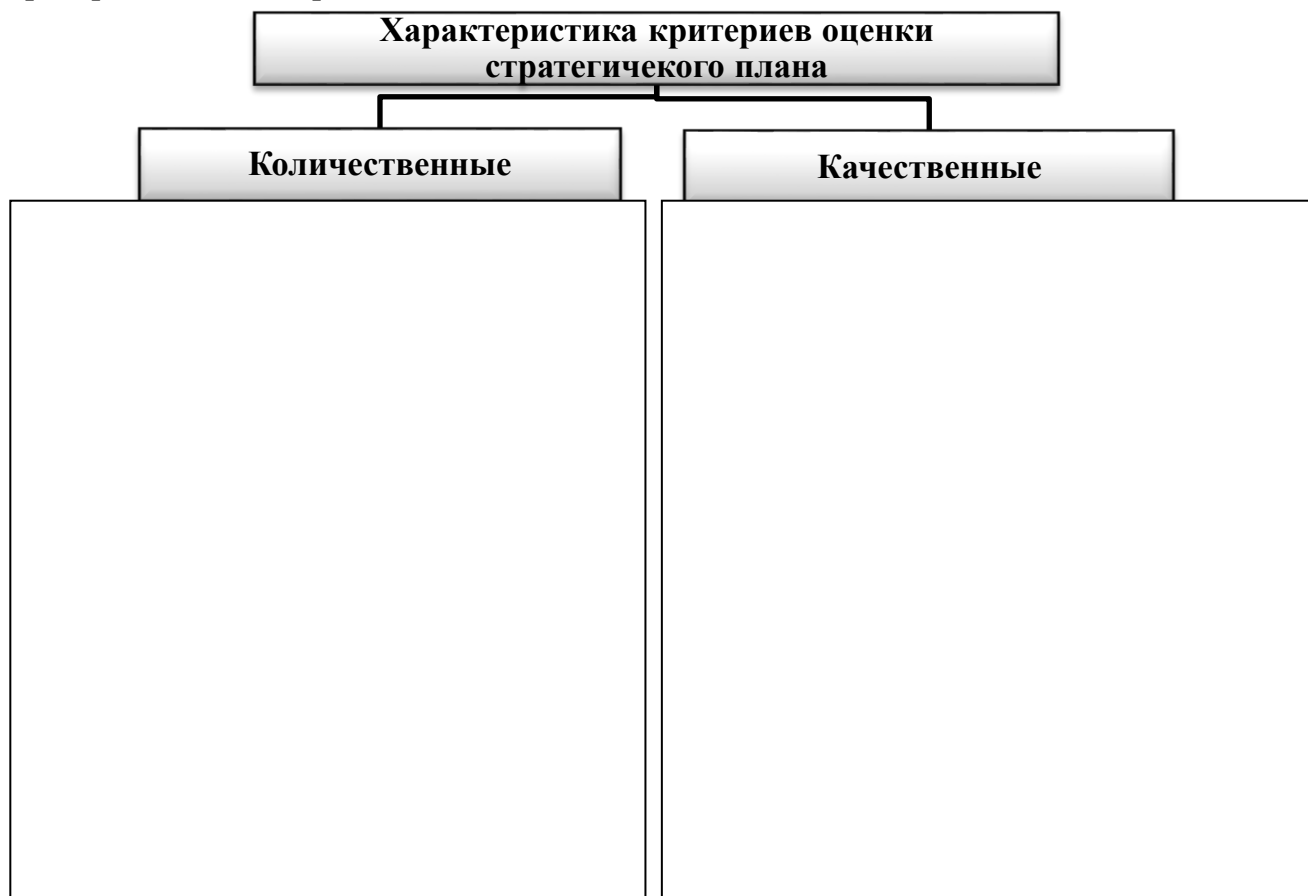 Характеристика критериев оценки
стратегичекого плана
Количественные
Качественные